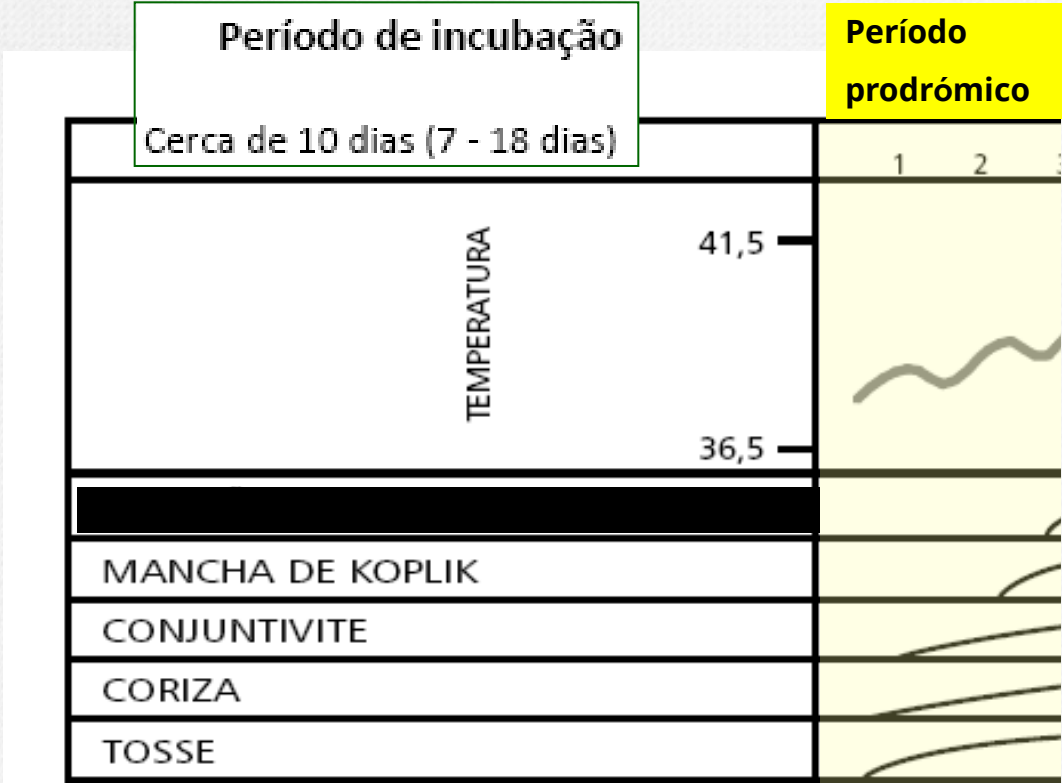 Período de incubação
Cerca de 10 dias (7 - 18 dias)
Período
prodrómico
1 2
TEMPERATURA
41,5
36,5
MANCHA DE KOPLIK
CONJUNTIVITE
CORIZA
TOSSE